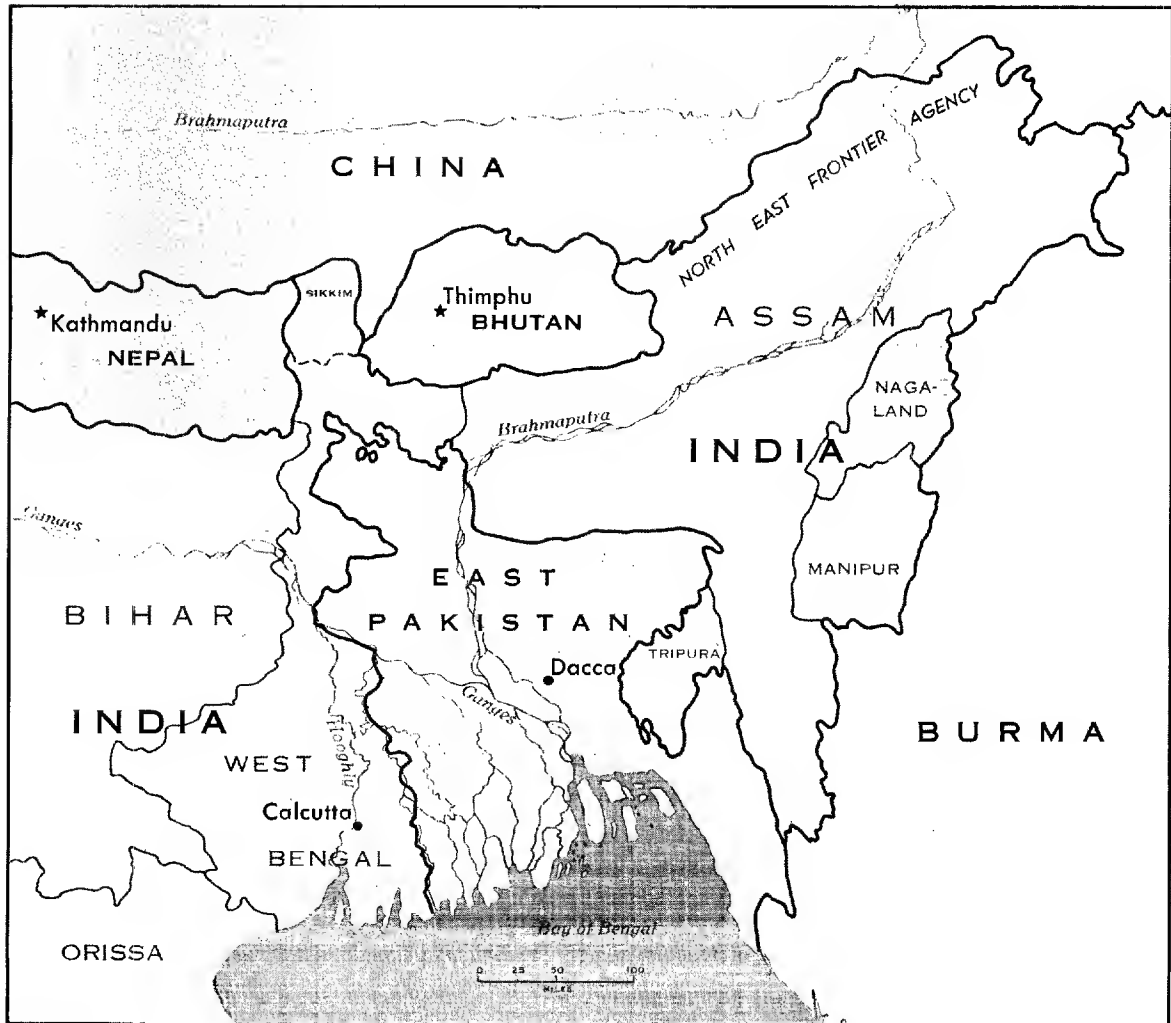 Brahmaputra
CHINA
NORTH EAST FRONTIER AGENCY
SIKKIM
Thimphu
BHUTAN
Kathmandu
NEPAL
ASSAM
NAGA-
LAND
Brahmaputra
INDIA
Ganges
EAST
PAKISTAN
MANIPUR
BIHAR
TRIPURA
Dacca
Ganges
INDIA
Hooghly
WEST
BENGAL
Calcutta
BURMA
ORISSA
Bay of Bengal
0 25 50 100
MILES